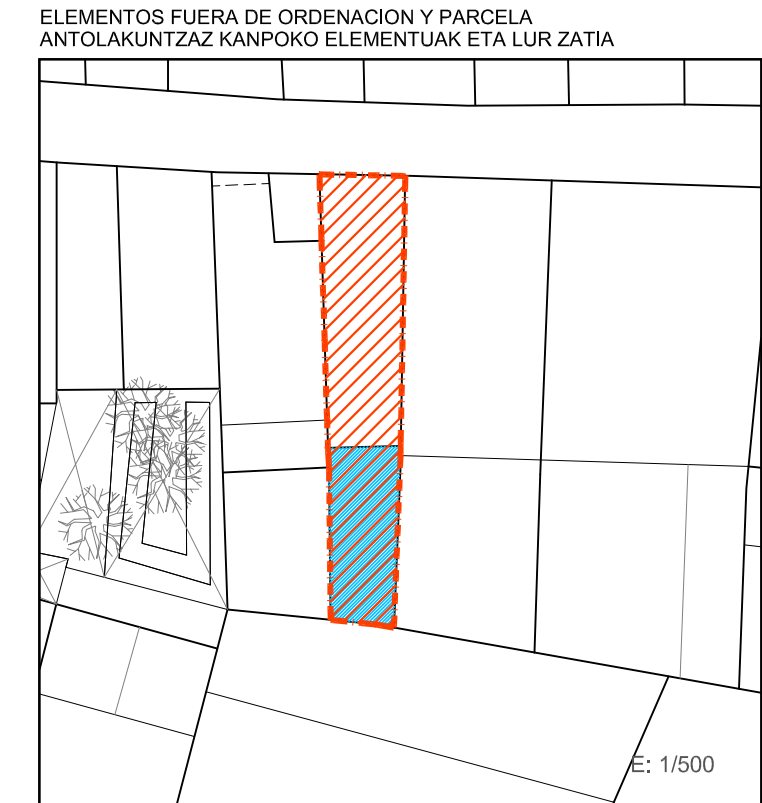 ELEMENTOS FUERA DE ORDENACION Y PARCELA
ANTOLAKUNTZAZ KANPOKO ELEMENTUAK ETA LUR ZATIA
E: 1/500